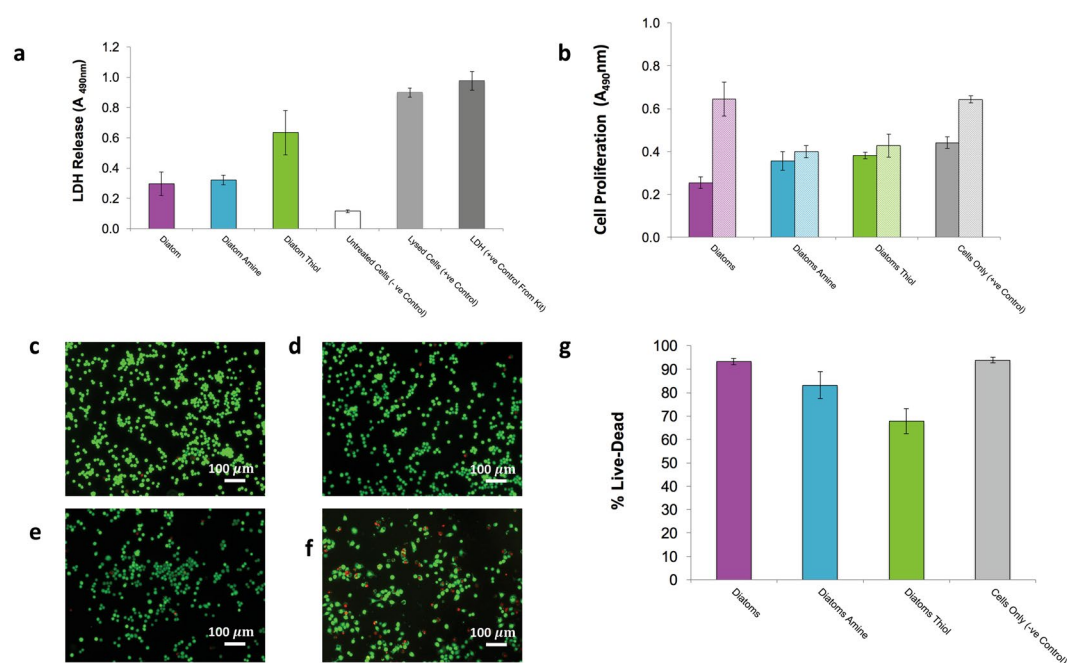 a
LDH Release (A 490nm)
1.2
1.0
0.8
0.6
0.4
0.2
0.0
Diatom
Diatom Amine
Diatom Thiol
Untreated Cells (- ve Control)
Lysed Cells (+ve Control)
LDH (+ve Control From Kit)
b
Cell Proliferation (A490nm)
1.0
0.8
0.6
0.4
0.2
0.0
Diatoms
Diatoms Amine
Diatoms Thiol
Cells Only (+ve Control)
c
100 μm
d
100 μm
e
100 μm
f
100 μm
g
% Live-Dead
100
90
80
70
60
50
40
30
20
10
0
Diatoms
Diatoms Amine
Diatoms Thiol
Cells Only (-ve Control)